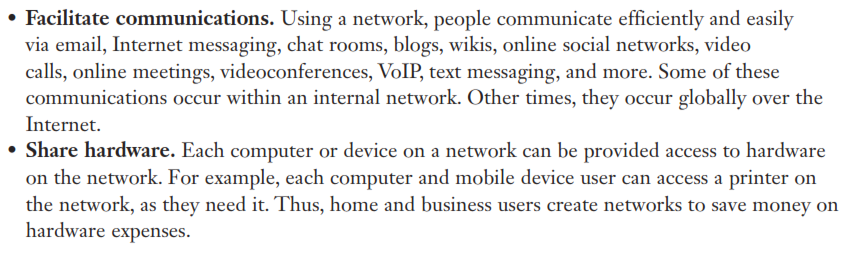 • Facilitate communications. Using a network, people communicate efficiently and easily
via email, Internet messaging, chat rooms, blogs, wikis, online social networks, video
calls, online meetings, videoconferences, VoIP, text messaging, and more. Some of these
communications occur within an internal network. Other times, they occur globally over the
Internet.
• Share hardware. Each computer or device on a network can be provided access to hardware
on the network. For example, each computer and mobile device user can access a printer on
the network, as they need it. Thus, home and business users create networks to save money on
hardware expenses.